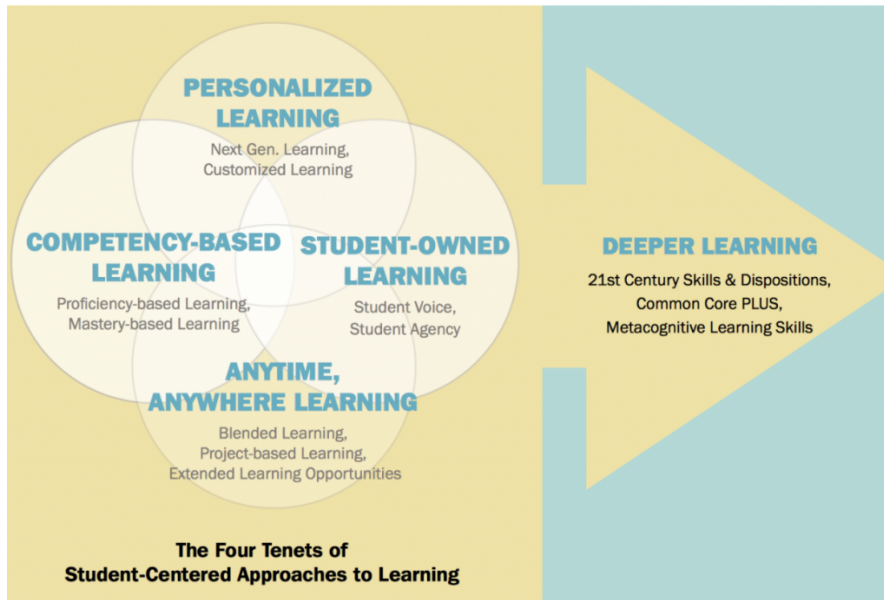 PERSONALIZED
LEARNING
Next Gen. Learning,
Customized Learning
COMPETENCY-BASED
LEARNING
Proficiency-based Learning,
Mastery-based Learning
STUDENT-OWNED
LEARNING
Student Voice,
Student Agency
ANYTIME,
ANYWHERE LEARNING
Blended Learning,
Project-based Learning,
Extended Learning Opportunities
The Four Tenets of
Student-Centered Approaches to Learning
DEEPER LEARNING
21st Century Skills & Dispositions,
Common Core PLUS,
Metacognitive Learning Skills